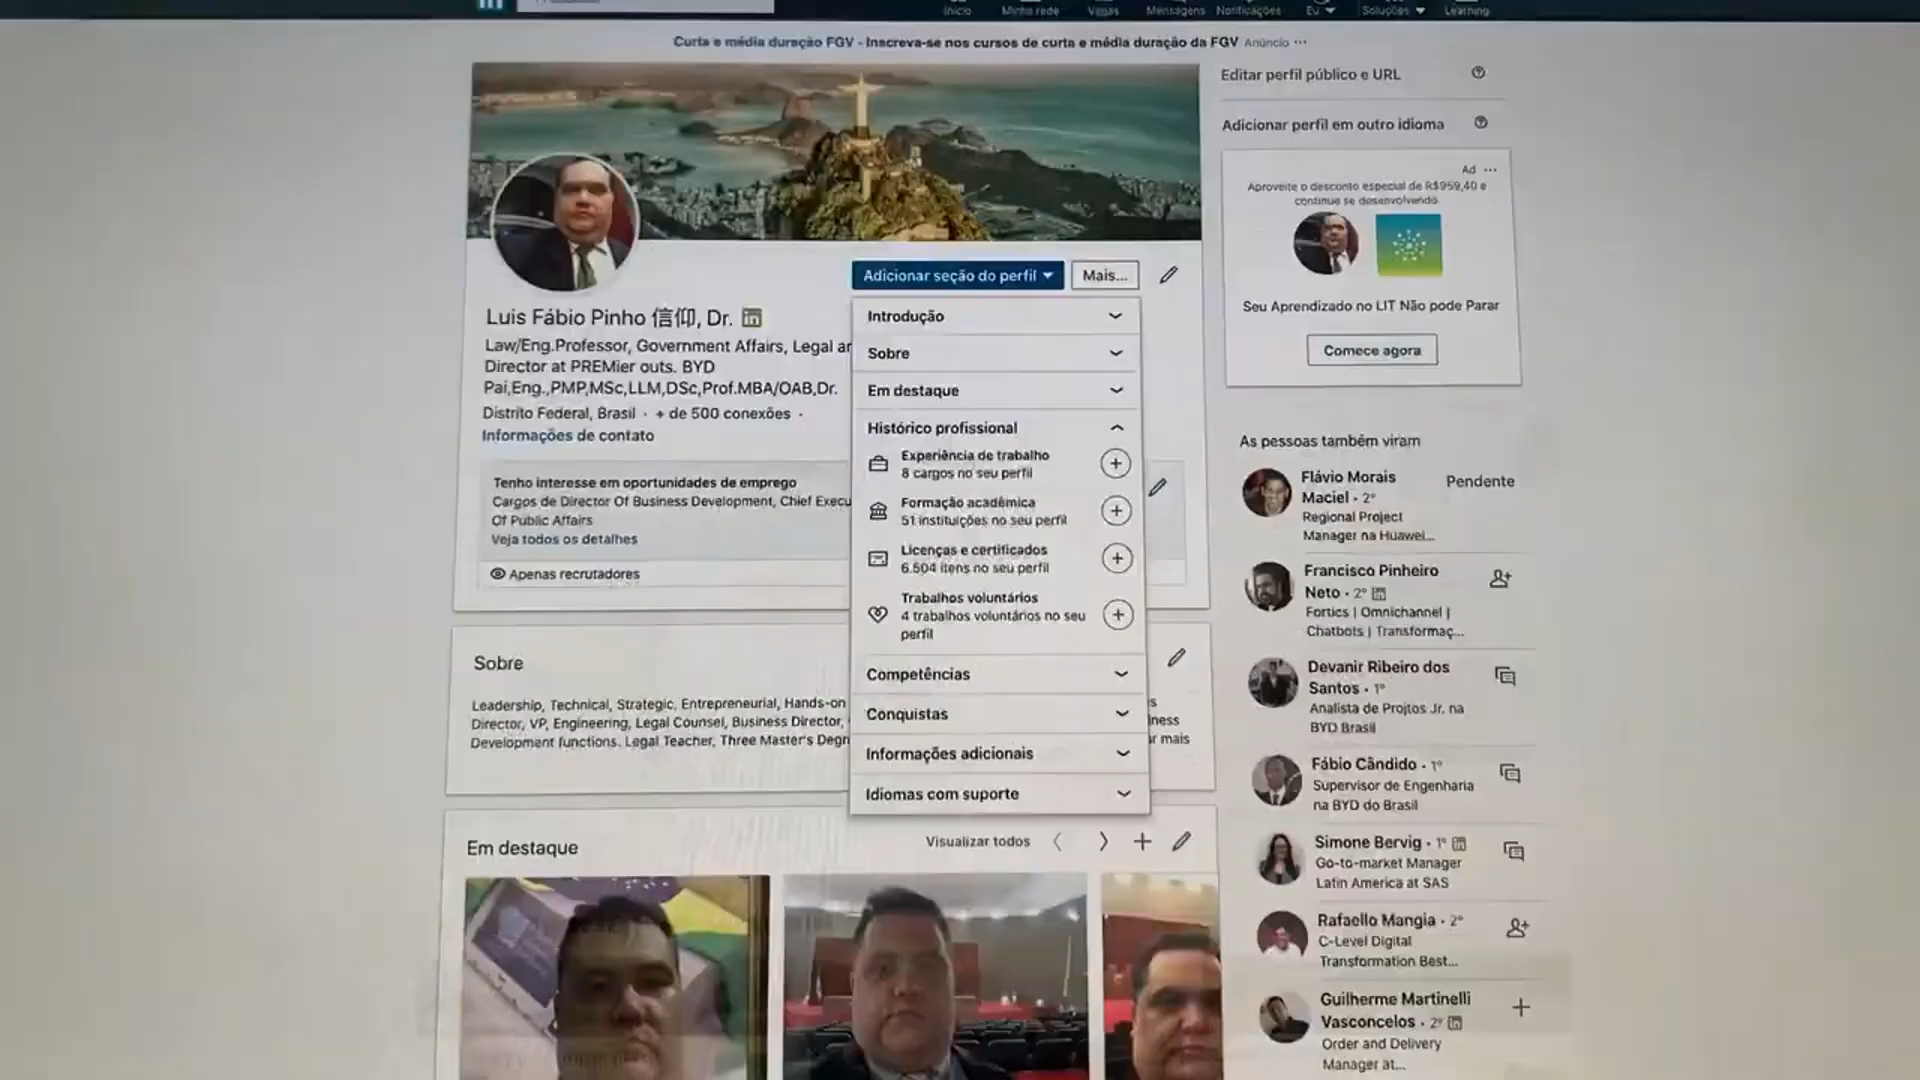 Início
Minha rede
Vagas
Mensagens
Notificações
Eu
Soluções
Learning
Curta e média duração FGV - Inscreva-se nos cursos de curta e média duração da FGV Anúncio ...
Editar perfil público e URL
Adicionar perfil em outro idioma
Ad ...
Aproveite o desconto especial de R$959,40 e
continue se desenvolvendo.
Seu Aprendizado no LIT Não pode Parar
Comece agora
Adicionar seção do perfil
Mais...
Luis Fábio Pinho 信仰, Dr.
Law/Eng.Professor, Government Affairs, Legal
Director at PREMier outs. BYD
Pai,Eng.,PMP,MSc,LLM,DSc,Prof.MBA/OAB,Dr.
Distrito Federal, Brasil · + de 500 conexões ·
Informações de contato
Tenho interesse em oportunidades de emprego
Cargos de Director Of Business Development, Chief
Of Public Affairs
Veja todos os detalhes
Apenas recrutadores
Introdução
Sobre
Em destaque
Histórico profissional
Experiência de trabalho
8 cargos no seu perfil
Formação acadêmica
51 instituições no seu perfil
Licenças e certificados
6.504 itens no seu perfil
Trabalhos voluntários
4 trabalhos voluntários no seu
perfil
Competências
Conquistas
Informações adicionais
Idiomas com suporte
Sobre
Leadership, Technical, Strategic, Entrepreneurial, Hands-on
Director, VP, Engineering, Legal Counsel, Business Director,
Development functions. Legal Teacher, Three Master's
mais
Em destaque
Visualizar todos
As pessoas também viram
Flávio Morais
Maciel · 2º
Pendente
Regional Project
Manager na Huawei...
Francisco Pinheiro
Neto · 2º
Fortics | Omnichannel |
Chatbots | Transformaç...
Devanir Ribeiro dos
Santos · 1º
Analista de Projtos Jr. na
BYD Brasil
Fábio Cândido · 1º
Supervisor de Engenharia
na BYD do Brasil
Simone Bervig · 1º
Go-to-market Manager
Latin America at SAS
Rafaello Mangia · 2º
C-Level Digital
Transformation Best...
Guilherme Martinelli
Vasconcelos · 2º
Order and Delivery
Manager at...